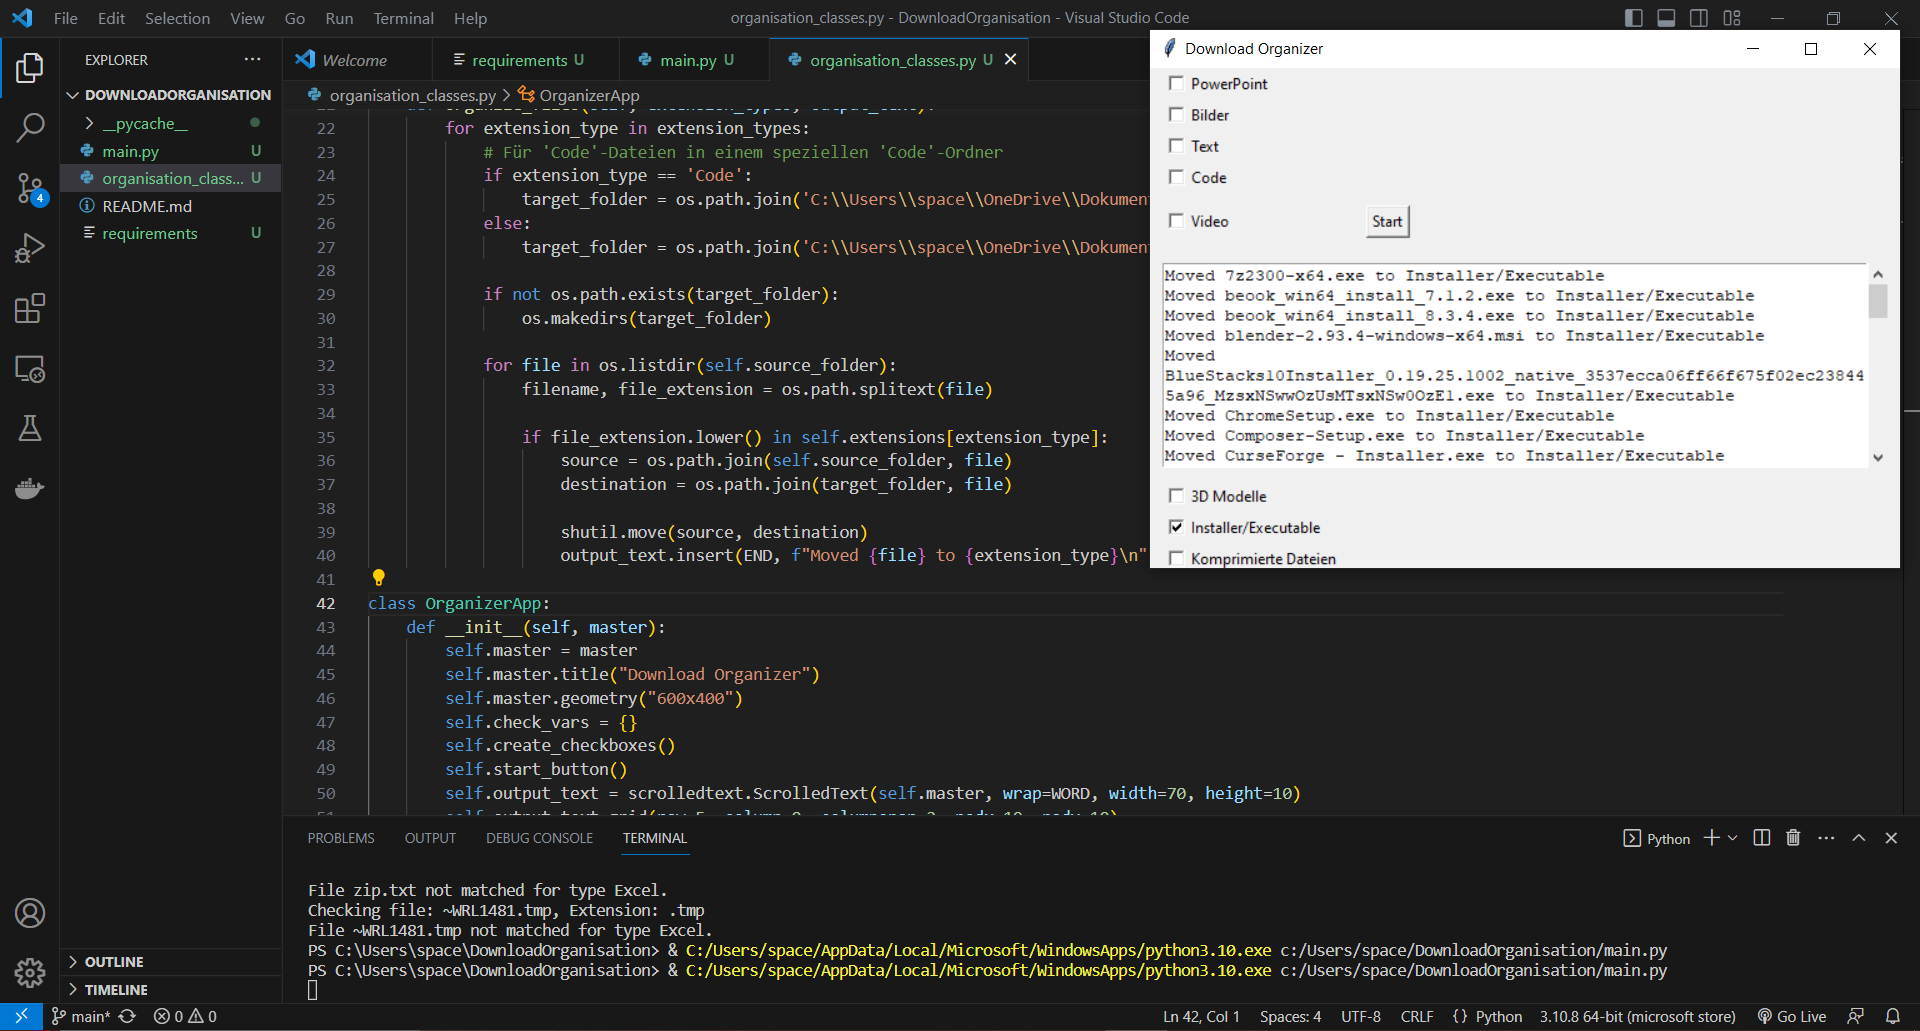 File Edit Selection View Go Run Terminal Help
organisation_classes.py - DownloadOrganisation - Visual Studio Code
EXPLORER
DOWNLOADORGANISATION
__pycache__
main.py U
organisation_class... U
README.md
requirements U
OUTLINE
TIMELINE
4
Welcome
requirements U
main.py U
organisation_classes.py U
organisation_classes.py > OrganizerApp
22 for extension_type in extension_types:
23 # Für 'Code'-Dateien in einem speziellen 'Code'-Ordner
24 if extension_type == 'Code':
25 target_folder = os.path.join('C:\\Users\\space\\OneDrive\\Dokument
26 else:
27 target_folder = os.path.join('C:\\Users\\space\\OneDrive\\Dokument
28
29 if not os.path.exists(target_folder):
30 os.makedirs(target_folder)
31
32 for file in os.listdir(self.source_folder):
33 filename, file_extension = os.path.splitext(file)
34
35 if file_extension.lower() in self.extensions[extension_type]:
36 source = os.path.join(self.source_folder, file)
37 destination = os.path.join(target_folder, file)
38
39 shutil.move(source, destination)
40 output_text.insert(END, f"Moved {file} to {extension_type}\n"
41
42 class OrganizerApp:
43 def __init__(self, master):
44 self.master = master
45 self.master.title("Download Organizer")
46 self.master.geometry("600x400")
47 self.check_vars = {}
48 self.create_checkboxes()
49 self.start_button()
50 self.output_text = scrolledtext.ScrolledText(self.master, wrap=WORD, width=70, height=10)
Download Organizer
PowerPoint
Bilder
Text
Code
Video
Start
Moved 7z2300-x64.exe to Installer/Executable
Moved beook_win64_install_7.1.2.exe to Installer/Executable
Moved beook_win64_install_8.3.4.exe to Installer/Executable
Moved blender-2.93.4-windows-x64.msi to Installer/Executable
Moved
BlueStacks10Installer_0.19.25.1002_native_3537ecca06ff66f675f02ec23844
5a96_MzsxNSwwOzUsMTsxNSw0OzE1.exe to Installer/Executable
Moved ChromeSetup.exe to Installer/Executable
Moved Composer-Setup.exe to Installer/Executable
Moved CurseForge - Installer.exe to Installer/Executable
3D Modelle
Installer/Executable
Komprimierte Dateien
PROBLEMS OUTPUT DEBUG CONSOLE TERMINAL
Python
File zip.txt not matched for type Excel.
Checking file: ~WRL1481.tmp, Extension: .tmp
File ~WRL1481.tmp not matched for type Excel.
PS C:\Users\space\DownloadOrganisation> & C:/Users/space/AppData/Local/Microsoft/WindowsApps/python3.10.exe c:/Users/space/DownloadOrganisation/main.py
PS C:\Users\space\DownloadOrganisation> & C:/Users/space/AppData/Local/Microsoft/WindowsApps/python3.10.exe c:/Users/space/DownloadOrganisation/main.py
main* 0 0
Ln 42, Col 1 Spaces: 4 UTF-8 CRLF {} Python 3.10.8 64-bit (microsoft store) Go Live